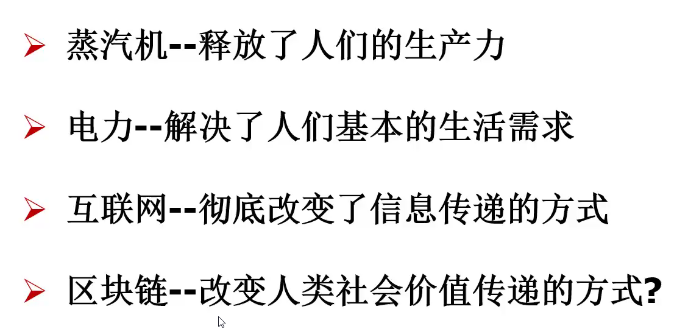 蒸汽机--释放了人们的生产力
电力--解决了人们基本的生活需求
互联网--彻底改变了信息传递的方式
区块链--改变人类社会价值传递的方式?